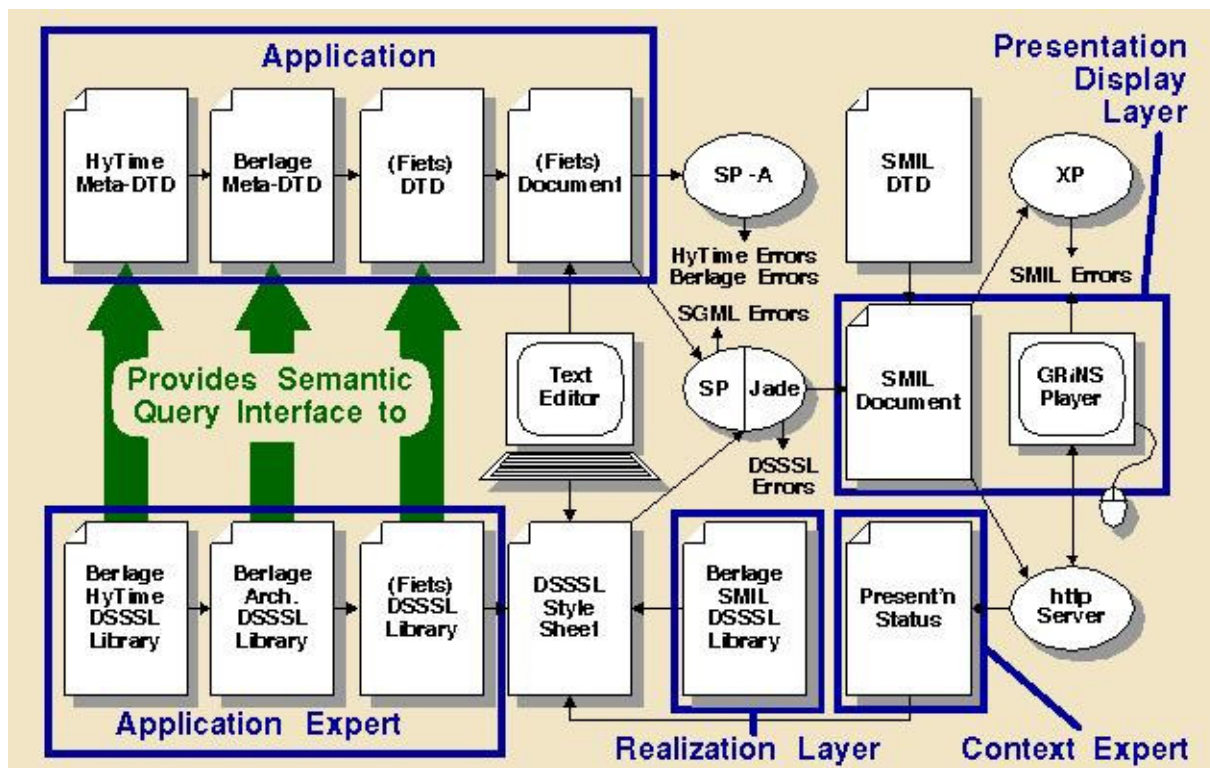 Application
Presentation
Display
Layer
HyTime
Meta-DTD
Berlage
Meta-DTD
(Fiets)
DTD
(Fiets)
Document
SP-A
SMIL
DTD
XP
HyTime Errors
Berlage Errors
SMIL Errors
SGML Errors
Provides Semantic
Query Interface to
Text
Editor
SP
Jade
SMIL
Document
GRiNS
Player
DSSSL
Errors
Berlage
HyTime
DSSSL
Library
Berlage
Arch.
DSSSL
Library
(Fiets)
DSSSL
Library
DSSSL
Style
Sheet
Berlage
SMIL
DSSSL
Library
Present'n
Status
http
Server
Application Expert
Realization Layer
Context Expert